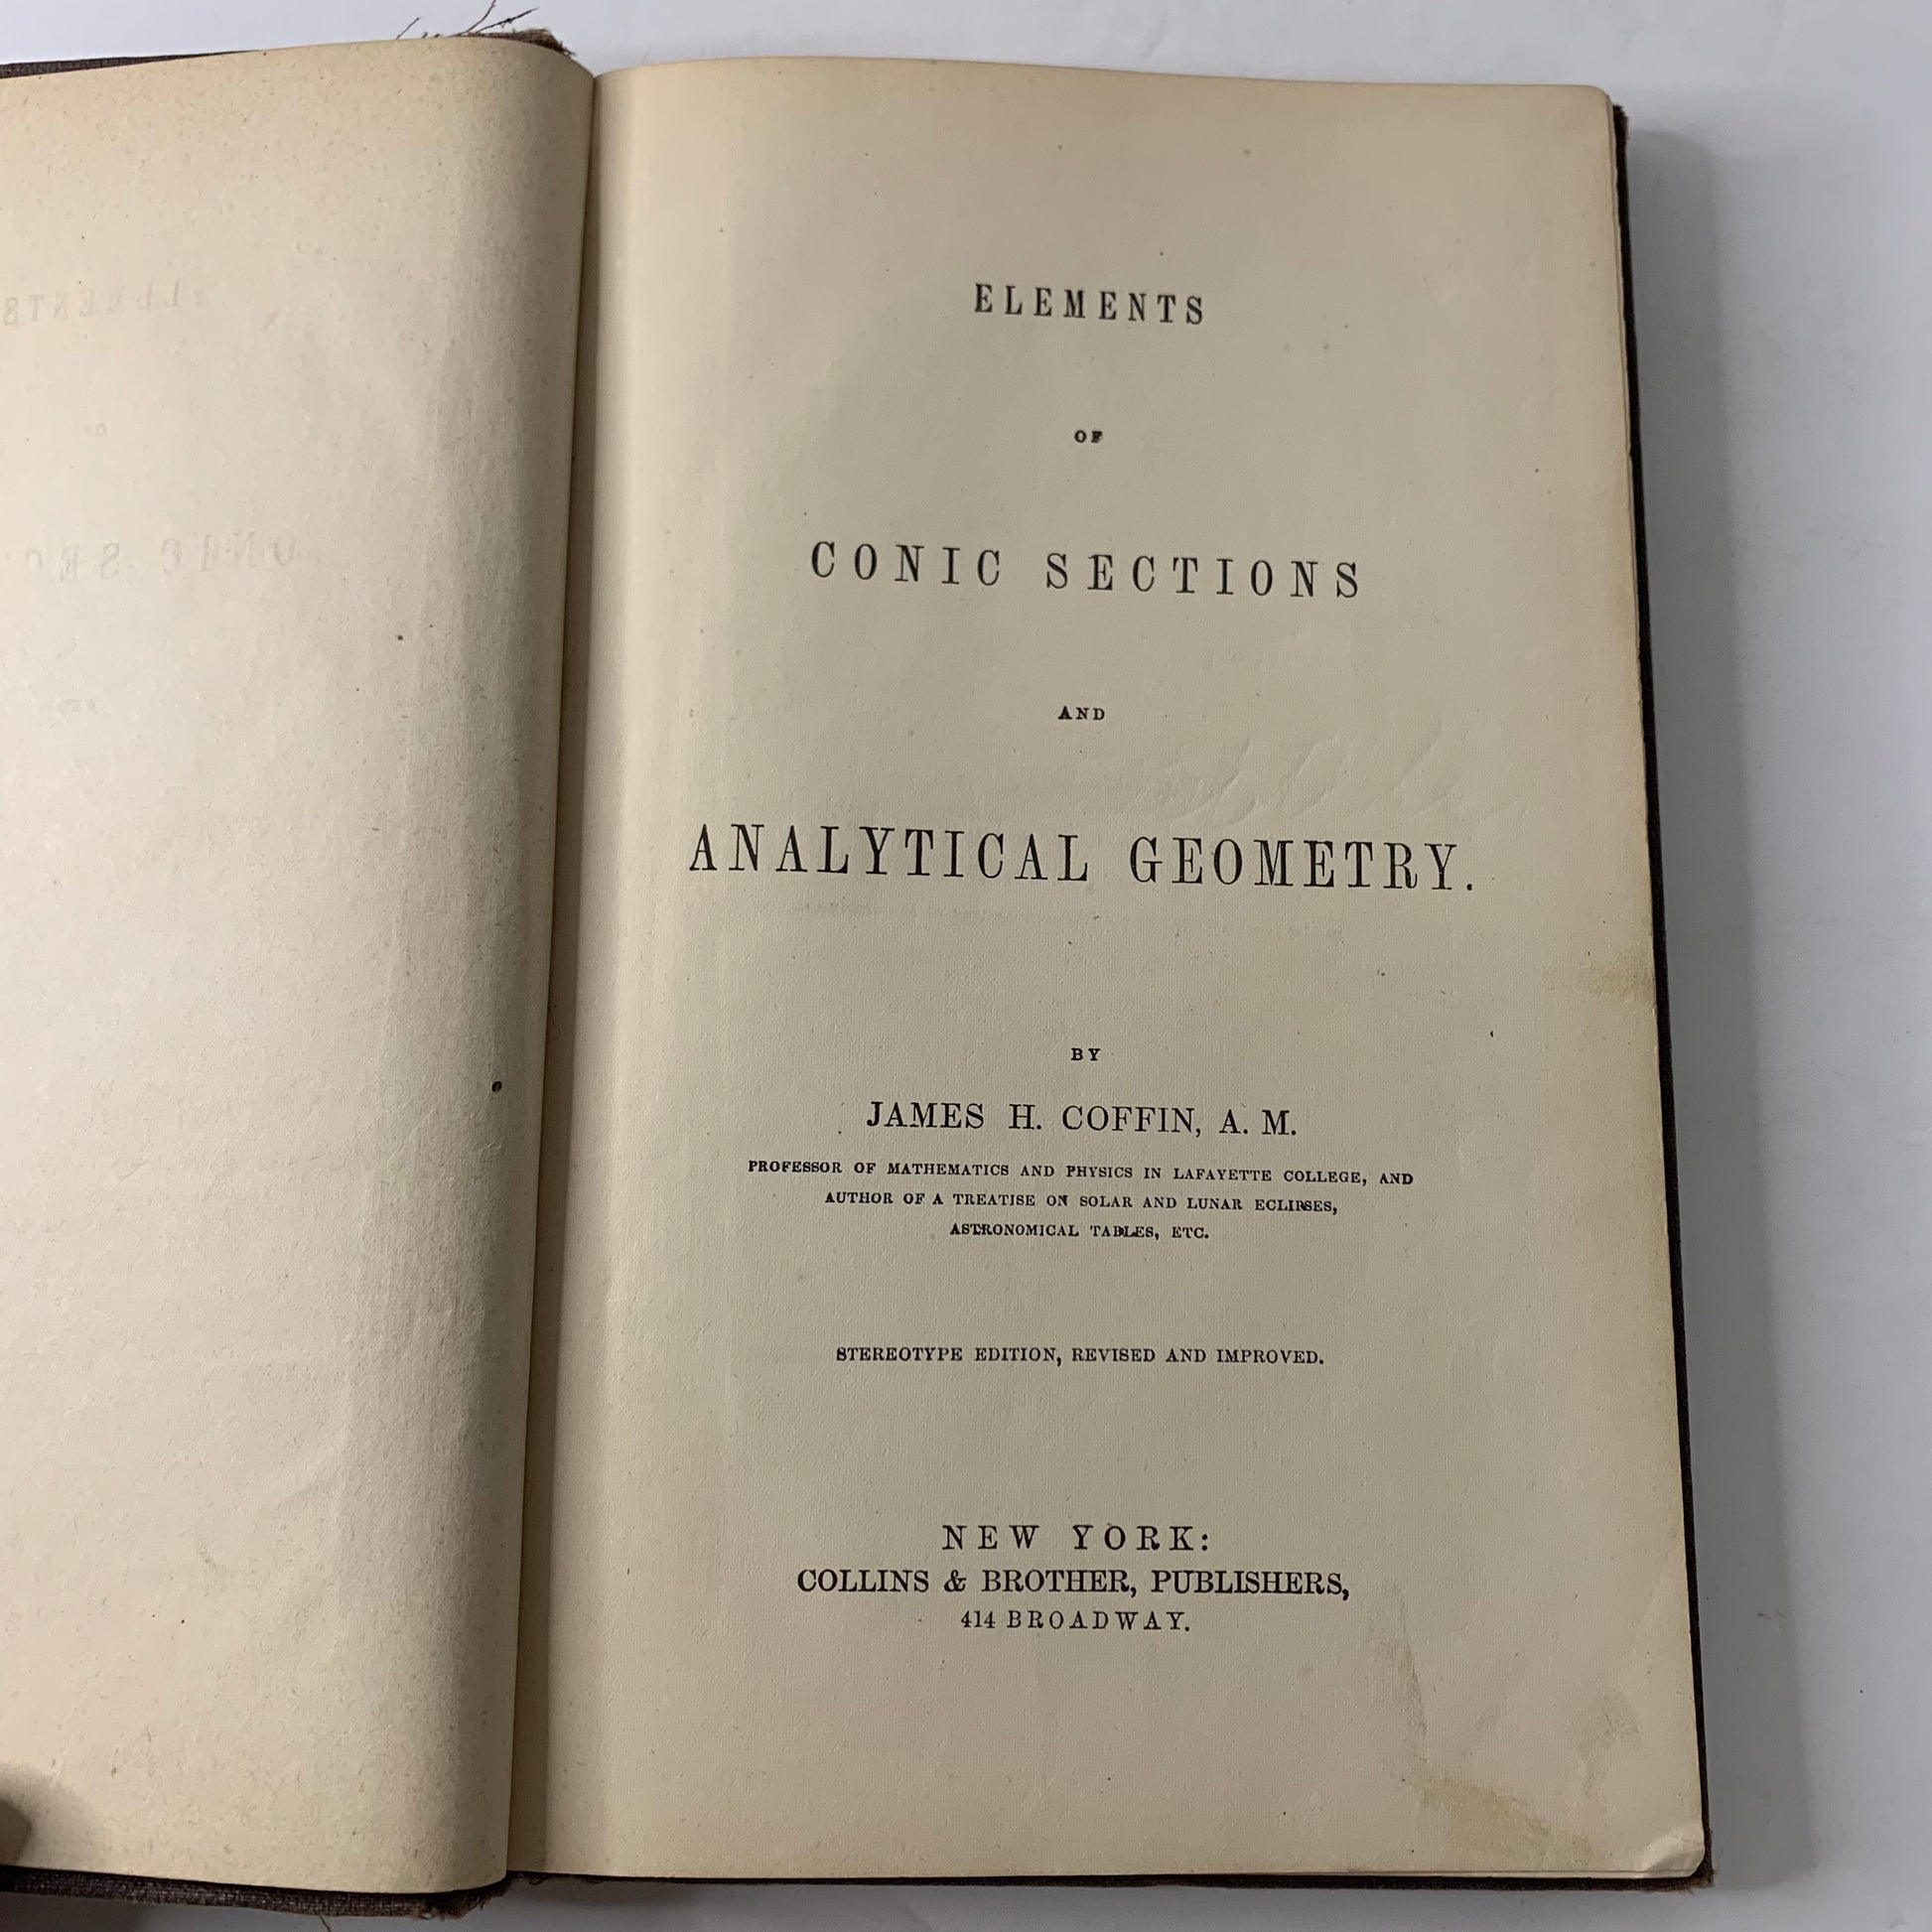 ELEMENTS
OF
CONIC SECTIONS
AND
ANALYTICAL GEOMETRY.
BY
JAMES H. COFFIN, A. M.
PROFESSOR OF MATHEMATICS AND PHYSICS IN LAFAYETTE COLLEGE, AND
AUTHOR OF A TREATISE ON SOLAR AND LUNAR ECLIPSES,
ASTRONOMICAL TABLES, ETC.
STEREOTYPE EDITION, REVISED AND IMPROVED.
NEW YORK:
COLLINS & BROTHER, PUBLISHERS,
414 BROADWAY.